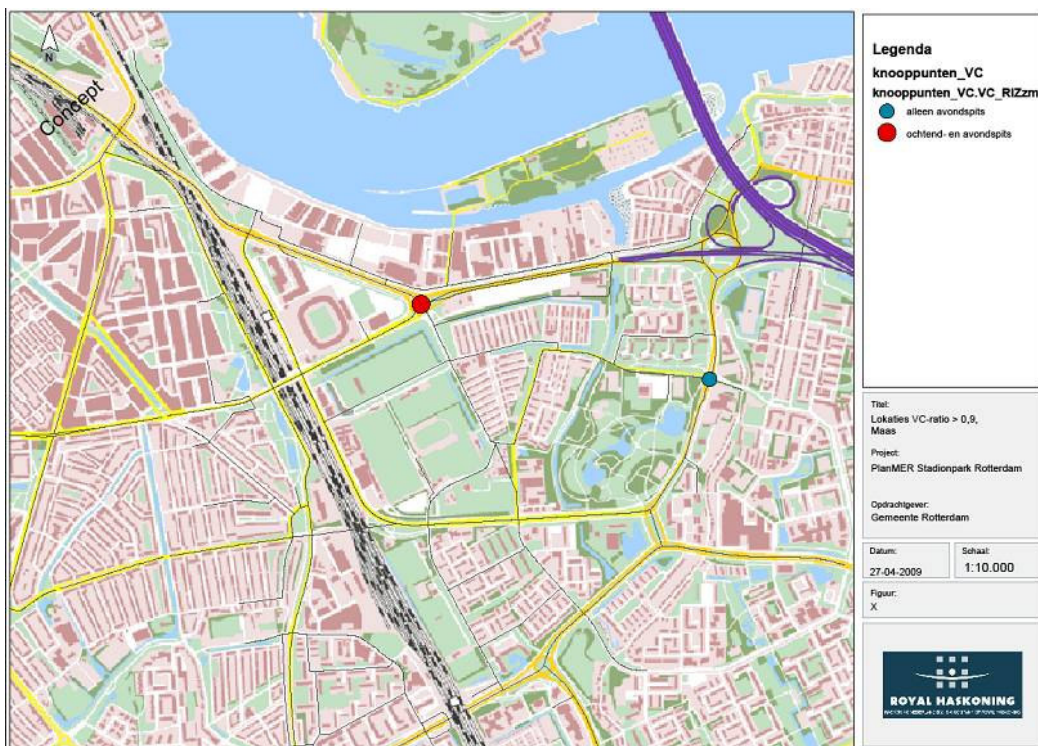 N
Concept
Legenda
knooppunten_VC
knooppunten_VC.VC_RIZzm
alleen avondspits
ochtend- en avondspits
Titel:
Lokaties VC-ratio > 0,9,
Maas
Project:
PlanMER Stadionpark Rotterdam
Opdrachtgever:
Gemeente Rotterdam
Datum:
27-04-2009
Schaal:
1:10.000
Figuur:
X
ROYAL HASKONING